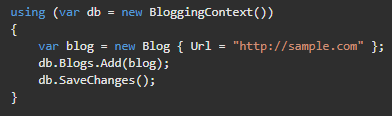 using (var db = new BloggingContext())
{
    var blog = new Blog { Url = "http://sample.com" };
    db.Blogs.Add(blog);
    db.SaveChanges();
}